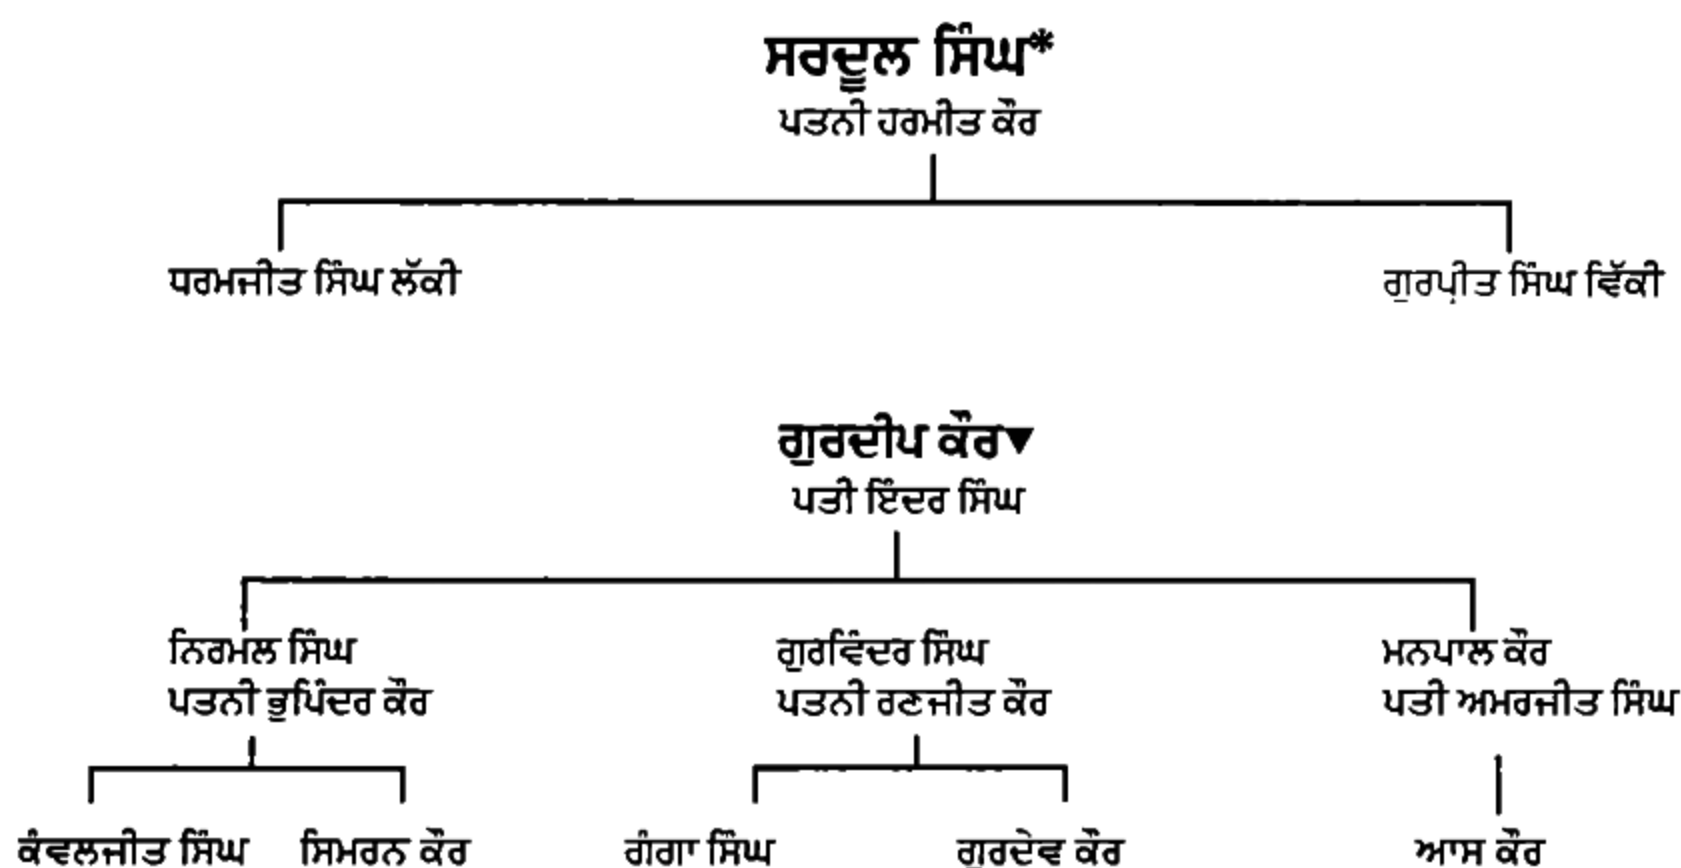 ਸਰਦੂਲ ਸਿੰਘ*
ਪਤਨੀ ਹਰਮੀਤ ਕੌਰ
ਧਰਮਜੀਤ ਸਿੰਘ ਲੱਕੀ ਗੁਰਪ੍ਰੀਤ ਸਿੰਘ ਵਿੱਕੀ
ਗੁਰਦੀਪ ਕੌਰ▼
ਪਤੀ ਇੰਦਰ ਸਿੰਘ
ਨਿਰਮਲ ਸਿੰਘ ਗੁਰਵਿੰਦਰ ਸਿੰਘ ਮਨਪਾਲ ਕੌਰ
ਪਤਨੀ ਭੁਪਿੰਦਰ ਕੌਰ ਪਤਨੀ ਰਣਜੀਤ ਕੌਰ ਪਤੀ ਅਮਰਜੀਤ ਸਿੰਘ
ਕੰਵਲਜੀਤ ਸਿੰਘ ਸਿਮਰਨ ਕੌਰ ਗੰਗਾ ਸਿੰਘ ਗੁਰਦੇਵ ਕੌਰ ਆਸ ਕੌਰ